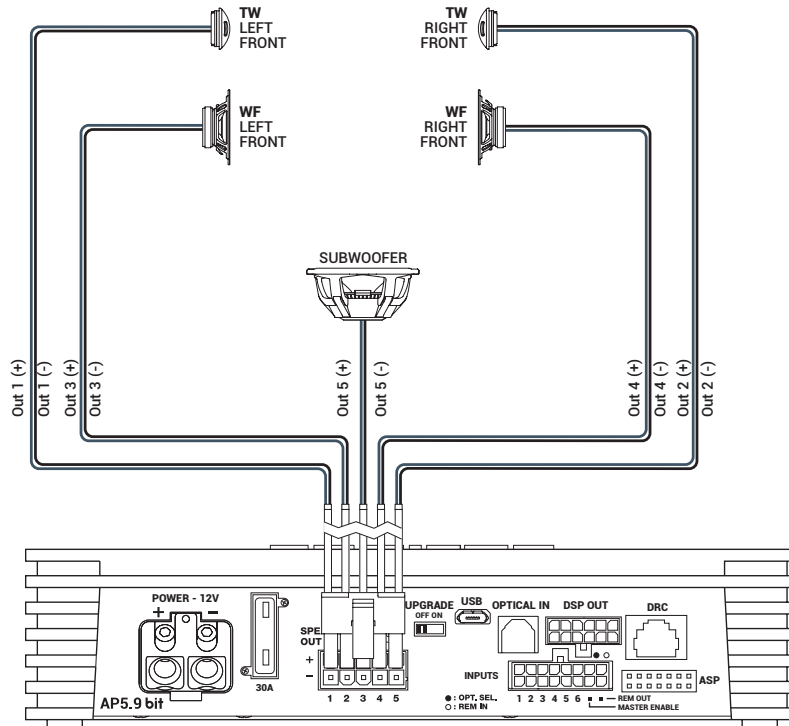 TW
LEFT
FRONT
TW
RIGHT
FRONT
WF
LEFT
FRONT
WF
RIGHT
FRONT
SUBWOOFER
Out 1 (+)
Out 1 (-)
Out 3 (+)
Out 3 (-)
Out 5 (+)
Out 5 (-)
Out 4 (+)
Out 4 (-)
Out 2 (+)
Out 2 (-)
POWER - 12V
+ -
30A
SPE
OUT
+
-
1 2 3 4 5
UPGRADE
OFF ON
USB
OPTICAL IN
DSP OUT
DRC
INPUTS
ASP
● : OPT. SEL.
○ : REM IN
1 2 3 4 5 6
REM OUT
MASTER ENABLE
AP5.9 bit